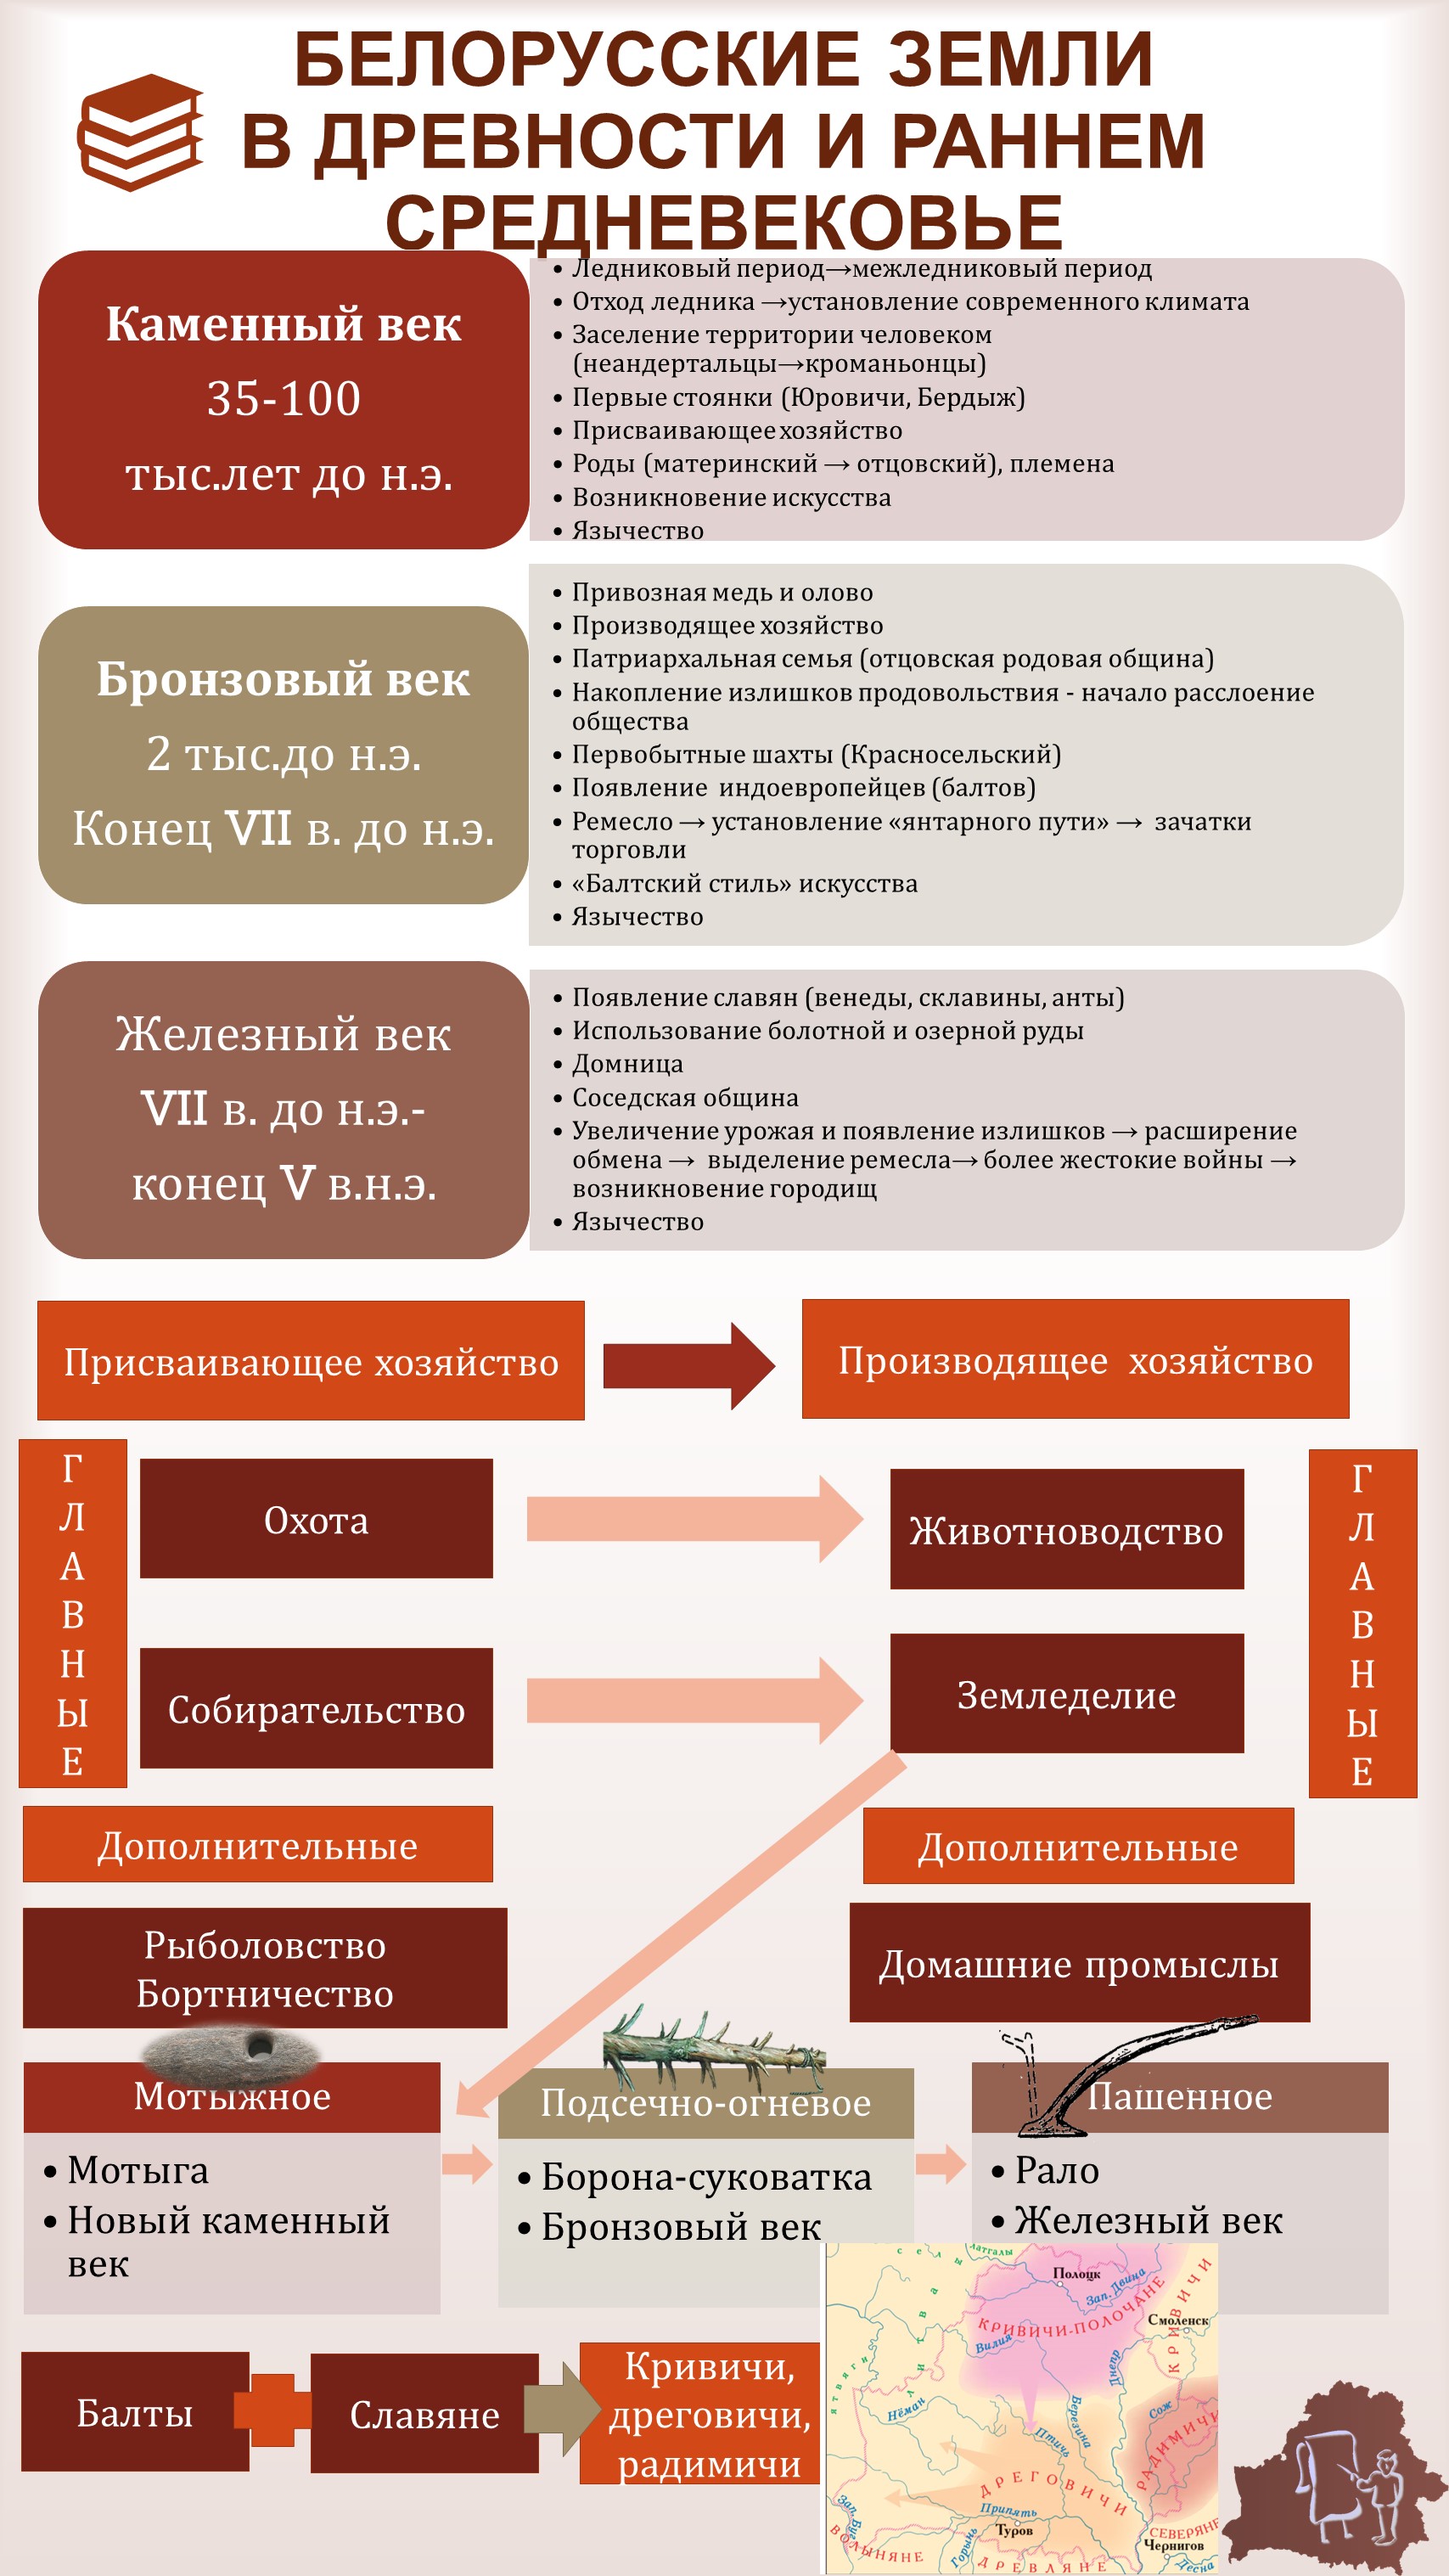 БЕЛОРУССКИЕ ЗЕМЛИ
В ДРЕВНОСТИ И РАННЕМ
СРЕДНЕВЕКОВЬЕ
Каменный век
35-100
тыс.лет до н.э.
• Ледниковый период→межледниковый период
• Отход ледника →установление современного климата
• Заселение территории человеком
(неандертальцы→кроманьонцы)
• Первые стоянки (Юровичи, Бердыж)
• Присваивающее хозяйство
• Роды (материнский → отцовский), племена
• Возникновение искусства
• Язычество
Бронзовый век
2 тыс.до н.э.
Конец VII в. до н.э.
• Привозная медь и олово
• Производящее хозяйство
• Патриархальная семья (отцовская родовая община)
• Накопление излишков продовольствия - начало расслоение
общества
• Первобытные шахты (Красносельский)
• Появление индоевропейцев (балтов)
• Ремесло → установление «янтарного пути» → зачатки
торговли
• «Балтский стиль» искусства
• Язычество
Железный век
VII в. до н.э.-
конец V в.н.э.
• Появление славян (венеды, склавины, анты)
• Использование болотной и озерной руды
• Домница
• Соседская община
• Увеличение урожая и появление излишков → расширение
обмена → выделение ремесла→ более жестокие войны →
возникновение городищ
• Язычество
Присваивающее хозяйство
Производящее хозяйство
ГЛАВНЫЕ
Охота
Животноводство
ГЛАВНЫЕ
Собирательство
Земледелие
Дополнительные
Дополнительные
Рыболовство
Бортничество
Домашние промыслы
Мотыжное
• Мотыга
• Новый каменный
век
Подсечно-огневое
• Борона-суковатка
• Бронзовый век
Пашенное
• Рало
• Железный век
Балты
Славяне
Кривичи,
дреговичи,
радимичи
селы
латгалы
Полоцк
Зап. Двина
КРИВИЧИ-ПОЛОЧАНЕ
КРИВИЧИ
Смоленск
Вилия
литва
ятвяги
Днепр
Нёман
Березина
Сож
Птичь
РАДИМИЧИ
ДРЕГОВИЧИ
Припять
Туров
Зап. Буг
ВОЛЫНЯНЕ
Горынь
ДРЕВЛЯНЕ
СЕВЕРЯНЕ
Чернигов
Десна